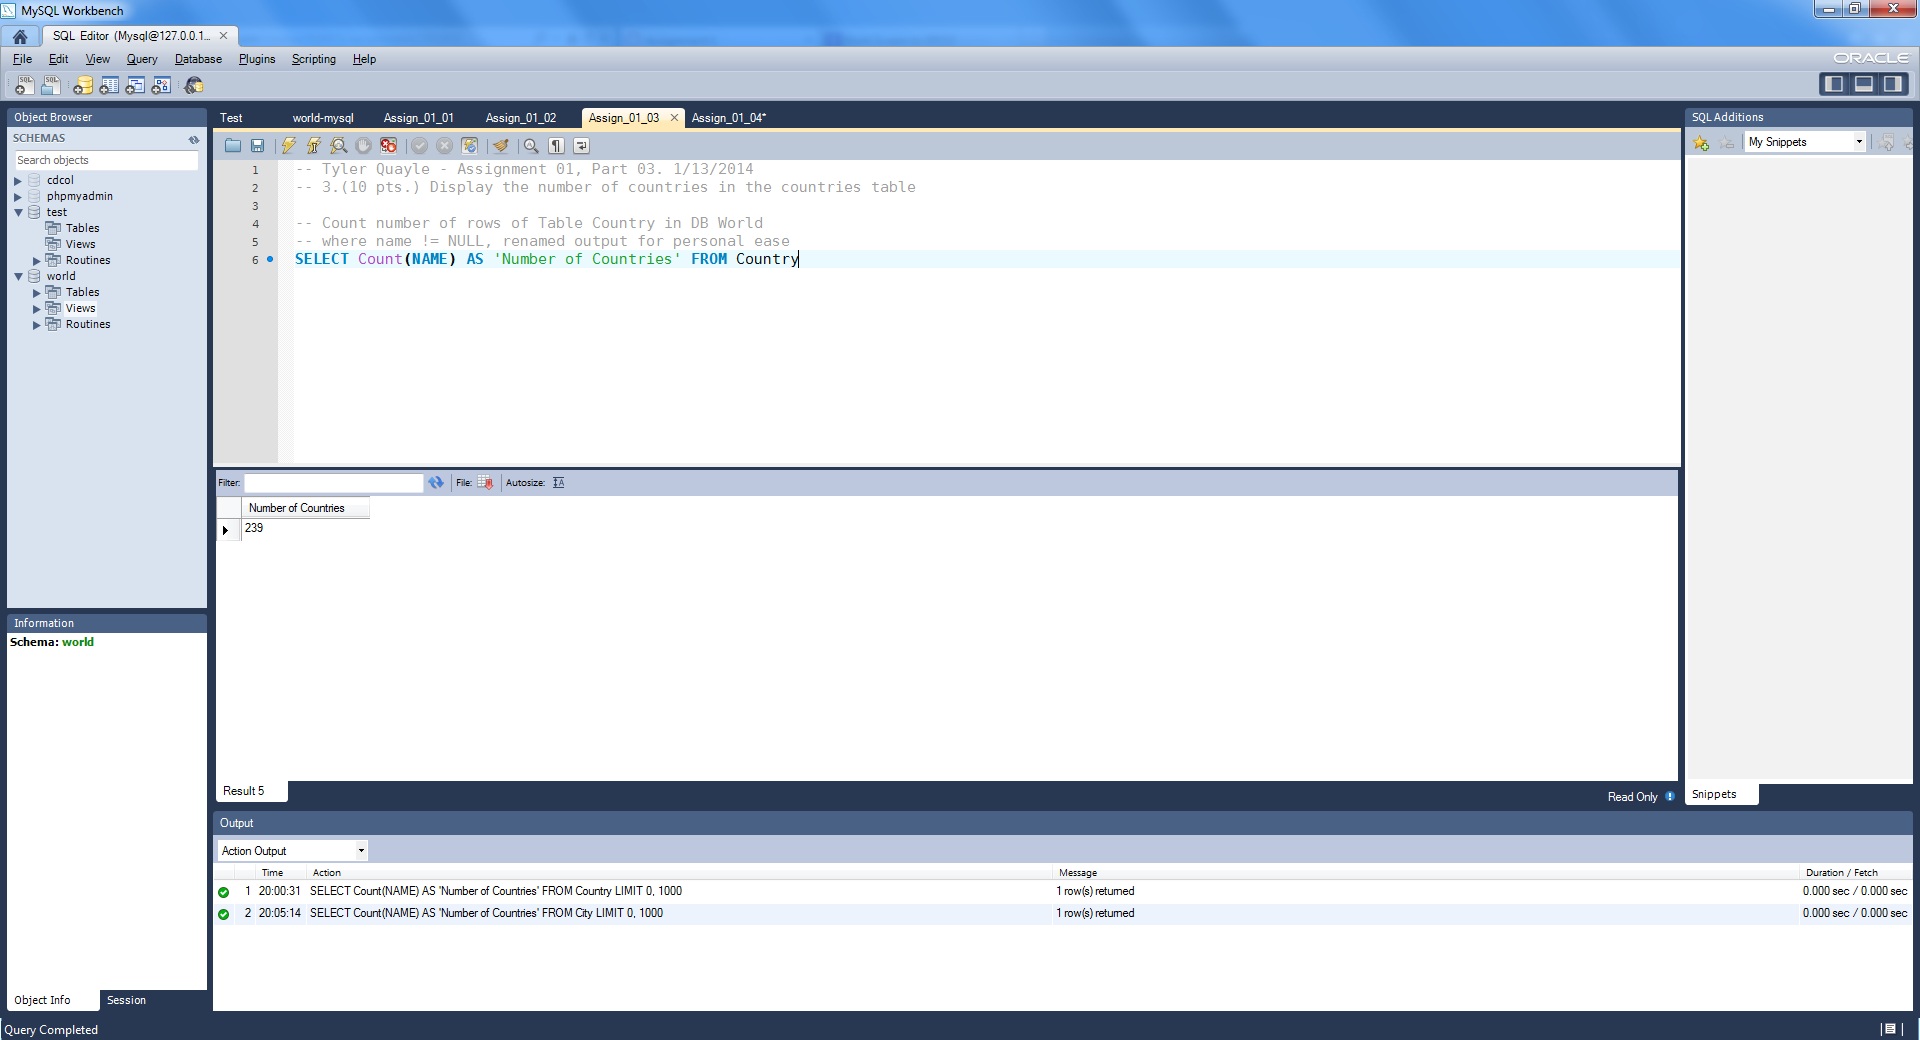 MySQL Workbench
SQL Editor (Mysql@127.0.0.1...
File Edit View Query Database Plugins Scripting Help
ORACLE
Object Browser
SCHEMAS
Search objects
cdcol
phpmyadmin
test
Tables
Views
Routines
world
Tables
Views
Routines
Information
Schema: world
Object Info Session
Test world-mysql Assign_01_01 Assign_01_02 Assign_01_03 Assign_01_04*
1 -- Tyler Quayle - Assignment 01, Part 03. 1/13/2014
2 -- 3.(10 pts.) Display the number of countries in the countries table
3
4 -- Count number of rows of Table Country in DB World
5 -- where name != NULL, renamed output for personal ease
6 SELECT Count(NAME) AS 'Number of Countries' FROM Country
Filter: File: Autosize:
Number of Countries
239
Result 5
Read Only
SQL Additions
My Snippets
Snippets
Output
Action Output
Time Action Message Duration / Fetch
1 20:00:31 SELECT Count(NAME) AS 'Number of Countries' FROM Country LIMIT 0, 1000 1 row(s) returned 0.000 sec / 0.000 sec
2 20:05:14 SELECT Count(NAME) AS 'Number of Countries' FROM City LIMIT 0, 1000 1 row(s) returned 0.000 sec / 0.000 sec
Query Completed